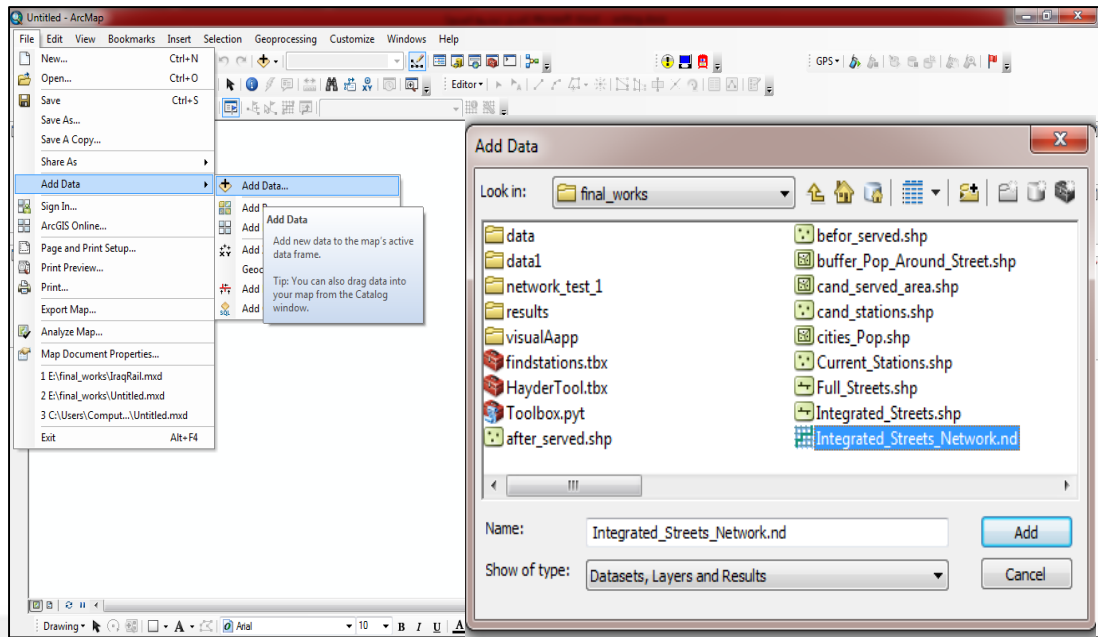 Untitled - ArcMap
File Edit View Bookmarks Insert Selection Geoprocessing Customize Windows Help
New... Ctrl+N
Open... Ctrl+O
Save Ctrl+S
Save As...
Save A Copy...
Share As
Add Data
Sign In...
ArcGIS Online...
Page and Print Setup...
Print Preview...
Print...
Export Map...
Analyze Map...
Map Document Properties...
1 E:\final_works\IraqRail.mxd
2 E:\final_works\Untitled.mxd
3 C:\Users\Comput...\Untitled.mxd
Exit Alt+F4
Editor
GPS
Add Data...
Add
Add
Add
Geoc
Add
Add
Add Data
Add new data to the map's active
data frame.
Tip: You can also drag data into
your map from the Catalog
window.
Add Data
Look in: final_works
data
data1
network_test_1
results
visualAapp
findstations.tbx
HayderTool.tbx
Toolbox.pyt
after_served.shp
befor_served.shp
buffer_Pop_Around_Street.shp
cand_served_area.shp
cand_stations.shp
cities_Pop.shp
Current_Stations.shp
Full_Streets.shp
Integrated_Streets.shp
Integrated_Streets_Network.nd
Name: Integrated_Streets_Network.nd Add
Show of type: Datasets, Layers and Results Cancel
Drawing A Arial 10 B I U A